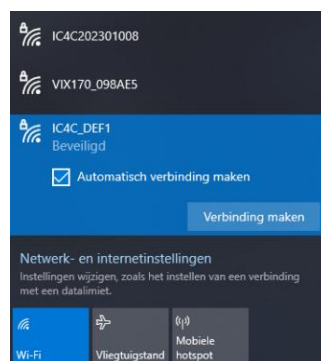 IC4C202301008
VIX170_098AE5
IC4C_DEF1
Beveiligd
Automatisch verbinding maken
Verbinding maken
Netwerk- en internetinstellingen
Instellingen wijzigen, zoals het instellen van een verbinding
met een datalimiet.
Wi-Fi
Vliegtuigstand
Mobiele
hotspot